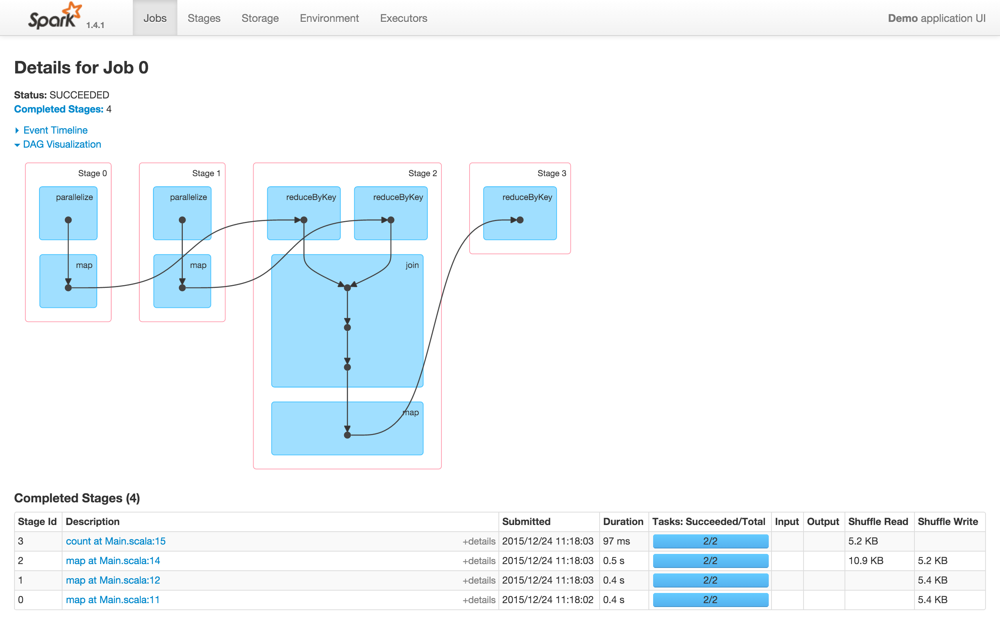 Spark 1.4.1 Jobs Stages Storage Environment Executors Demo application UI
Details for Job 0
Status: SUCCEEDED
Completed Stages: 4
Event Timeline
DAG Visualization
Stage 0 Stage 1 Stage 2 Stage 3
parallelize parallelize reduceByKey reduceByKey reduceByKey
map map join
map
Completed Stages (4)
Stage Id Description Submitted Duration Tasks: Succeeded/Total Input Output Shuffle Read Shuffle Write
3 count at Main.scala:15 +details 2015/12/24 11:18:03 97 ms 2/2 5.2 KB
2 map at Main.scala:14 +details 2015/12/24 11:18:03 0.5 s 2/2 10.9 KB 5.2 KB
1 map at Main.scala:12 +details 2015/12/24 11:18:03 0.4 s 2/2 5.4 KB
0 map at Main.scala:11 +details 2015/12/24 11:18:02 0.4 s 2/2 5.4 KB